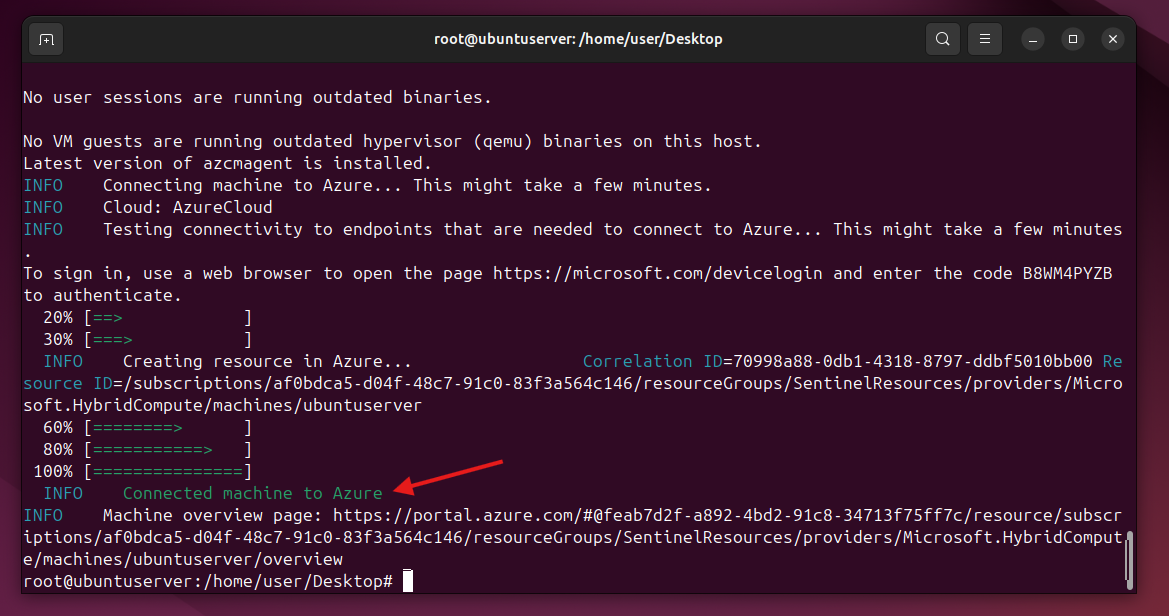 root@ubuntuserver: /home/user/Desktop
No user sessions are running outdated binaries.
No VM guests are running outdated hypervisor (qemu) binaries on this host.
Latest version of azcmagent is installed.
INFO    Connecting machine to Azure... This might take a few minutes.
INFO    Cloud: AzureCloud
INFO    Testing connectivity to endpoints that are needed to connect to Azure... This might take a few minutes
.
To sign in, use a web browser to open the page https://microsoft.com/devicelogin and enter the code B8WM4PYZB
to authenticate.
  20% [==>            ]
  30% [===>           ]
  INFO    Creating resource in Azure...                 Correlation ID=70998a88-0db1-4318-8797-ddbf5010bb00 Re
source ID=/subscriptions/af0bdca5-d04f-48c7-91c0-83f3a564c146/resourceGroups/SentinelResources/providers/Micro
soft.HybridCompute/machines/ubuntuserver
  60% [========>      ]
  80% [===========>   ]
 100% [===============]
  INFO    Connected machine to Azure
INFO    Machine overview page: https://portal.azure.com/#@feab7d2f-a892-4bd2-91c8-34713f75ff7c/resource/subscr
iptions/af0bdca5-d04f-48c7-91c0-83f3a564c146/resourceGroups/SentinelResources/providers/Microsoft.HybridComput
e/machines/ubuntuserver/overview
root@ubuntuserver:/home/user/Desktop#